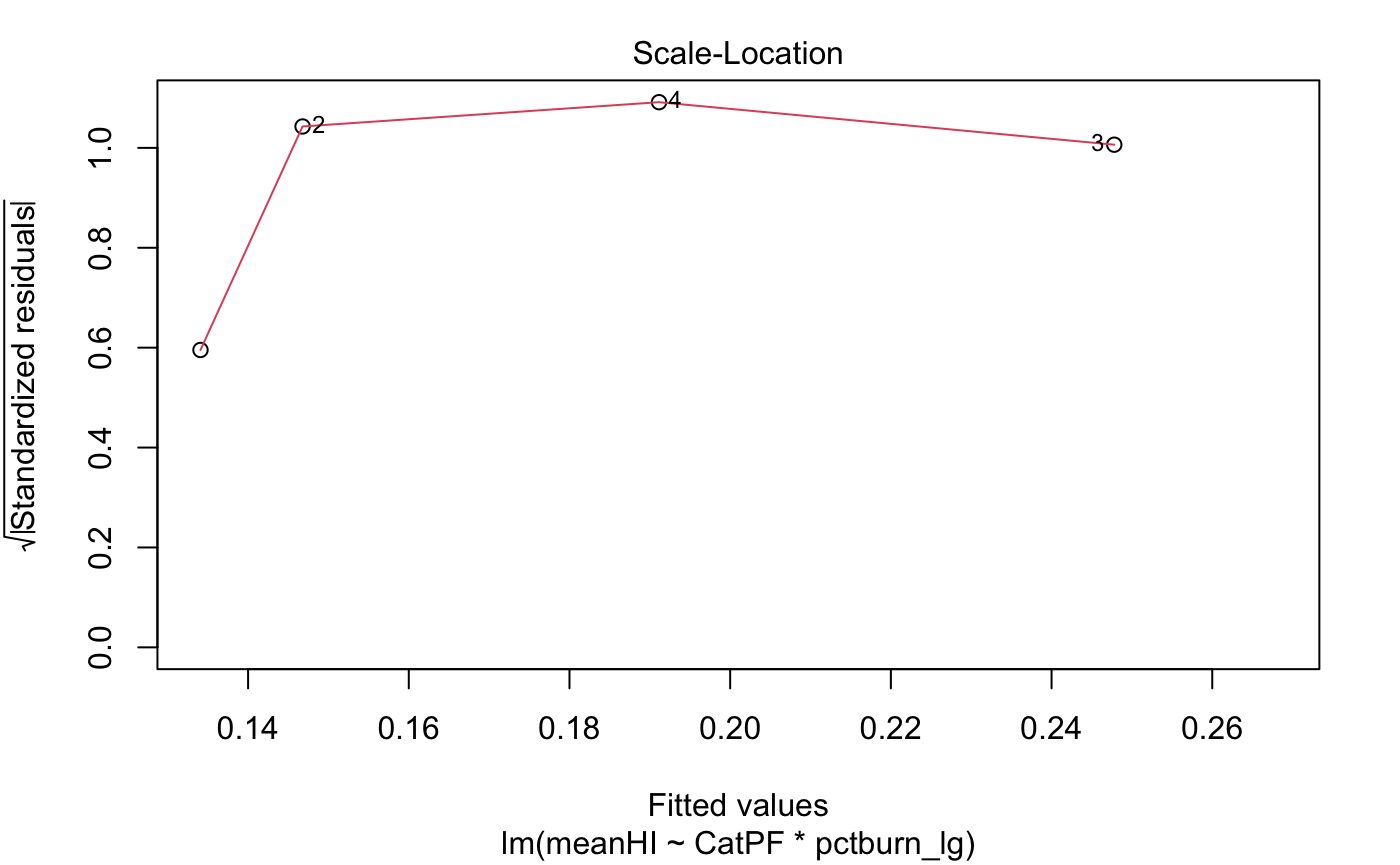 Scale-Location
√|Standardized residuals|
1.0
0.8
0.6
0.4
0.2
0.0
4
2
3
0.14 0.16 0.18 0.20 0.22 0.24 0.26
Fitted values
lm(meanHI ~ CatPF * pctburn_lg)